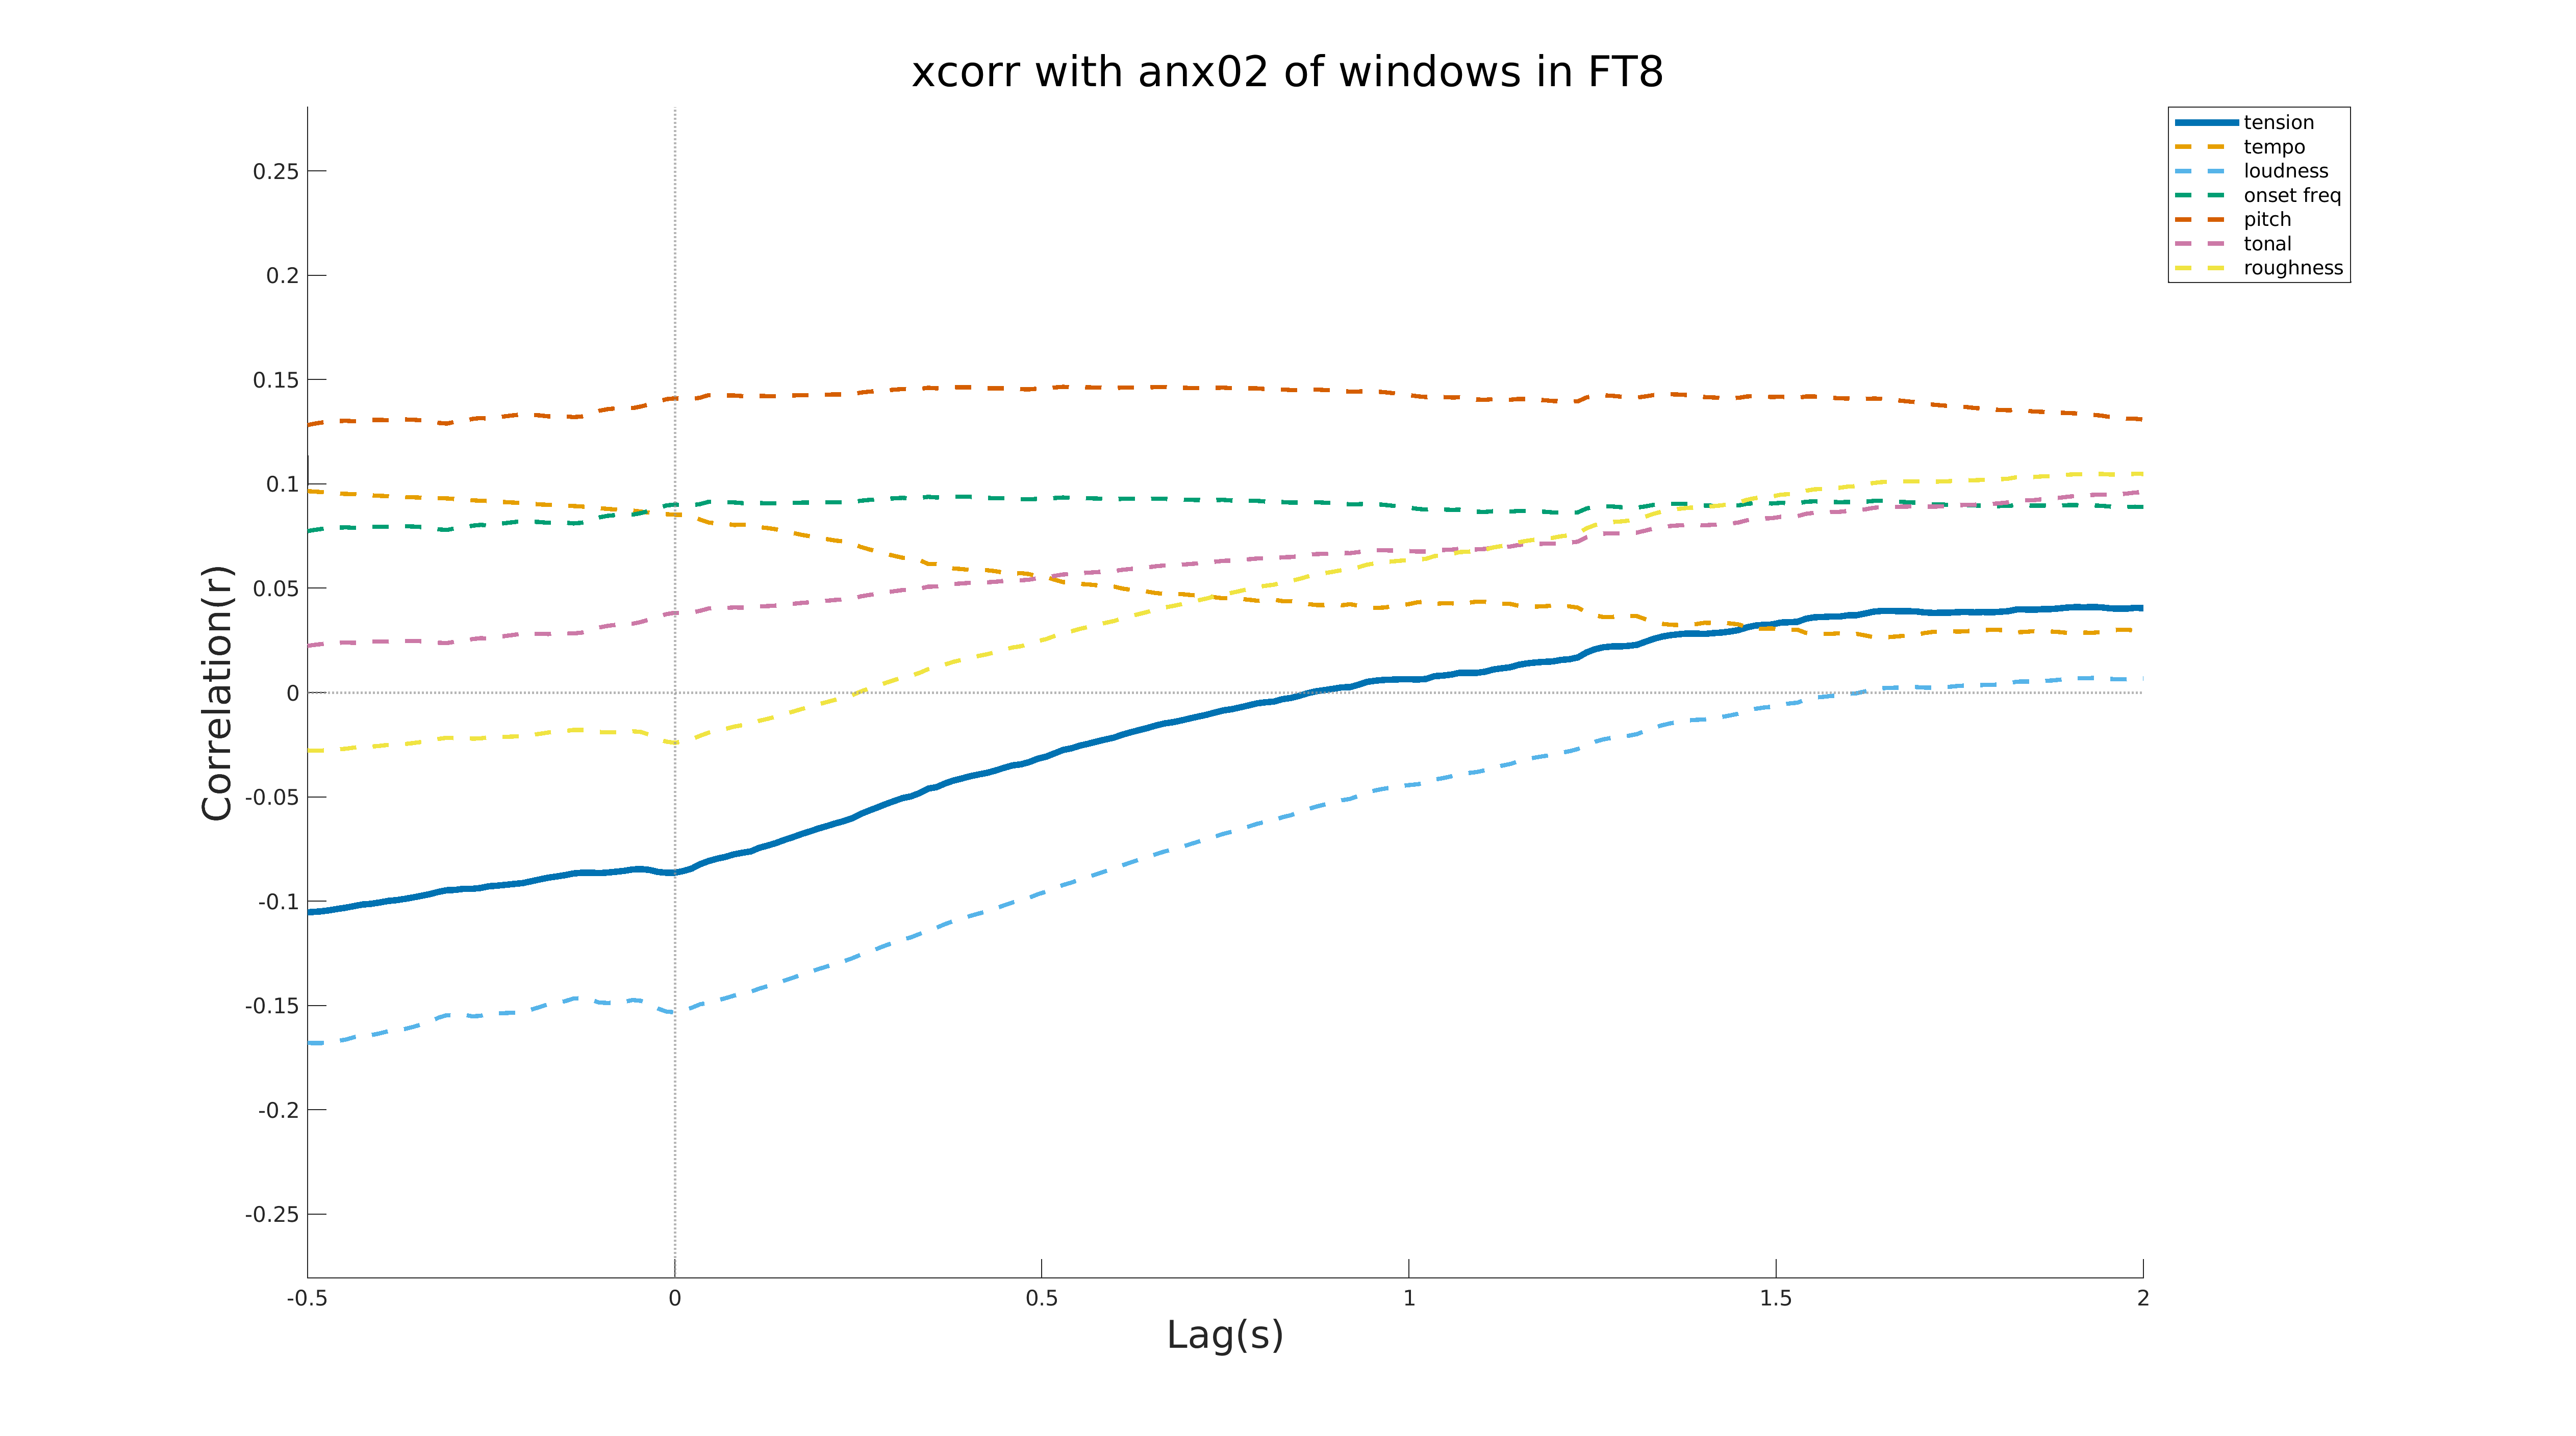 xcorr with anx02 of windows in FT8
tension
tempo
loudness
onset freq
pitch
tonal
roughness
0.25
0.2
0.15
0.1
0.05
0
-0.05
-0.1
-0.15
-0.2
-0.25
Correlation(r)
-0.5
0
0.5
1
1.5
2
Lag(s)